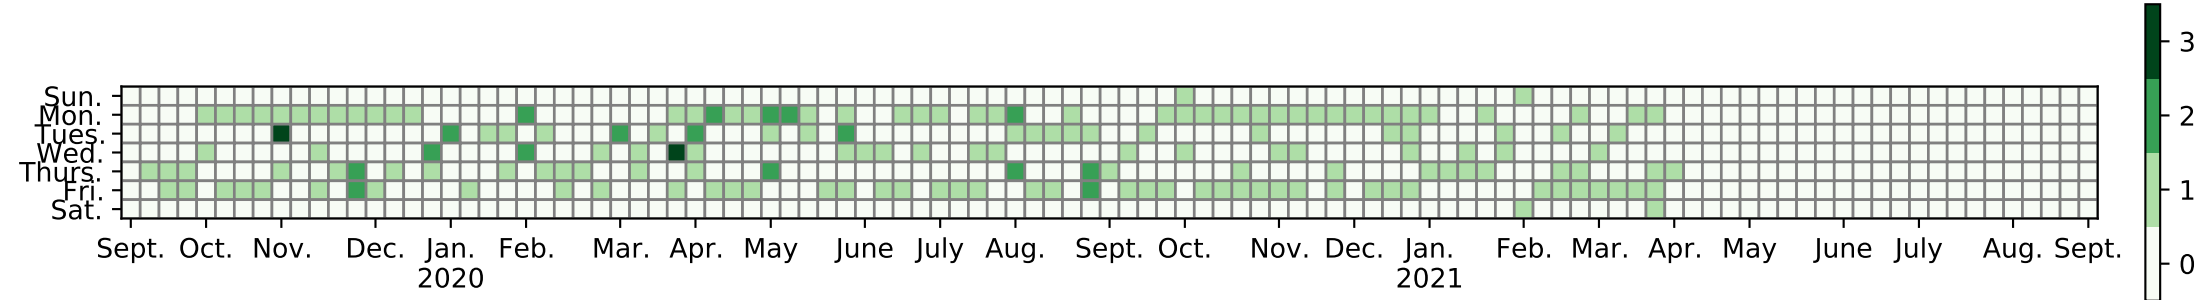 3
2
1
0
Sun.
Mon.
Tues.
Wed.
Thurs.
Fri.
Sat.
Sept. Oct. Nov. Dec. Jan. Feb. Mar. Apr. May June July Aug. Sept. Oct. Nov. Dec. Jan. Feb. Mar. Apr. May June July Aug. Sept.
2020 2021